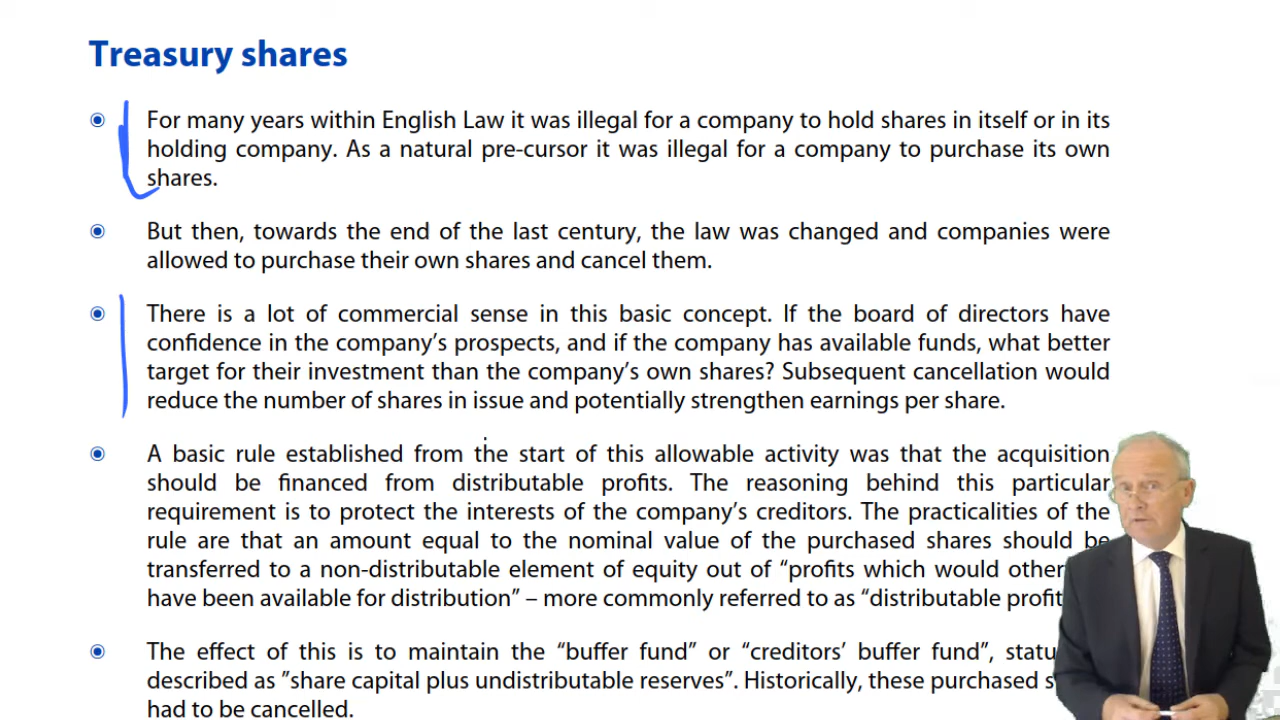 Treasury shares
For many years within English Law it was illegal for a company to hold shares in itself or in its
holding company. As a natural pre-cursor it was illegal for a company to purchase its own
shares.
But then, towards the end of the last century, the law was changed and companies were
allowed to purchase their own shares and cancel them.
There is a lot of commercial sense in this basic concept. If the board of directors have
confidence in the company's prospects, and if the company has available funds, what better
target for their investment than the company's own shares? Subsequent cancellation would
reduce the number of shares in issue and potentially strengthen earnings per share.
A basic rule established from the start of this allowable activity was that the acquisition
should be financed from distributable profits. The reasoning behind this particular
requirement is to protect the interests of the company's creditors. The practicalities of the
rule are that an amount equal to the nominal value of the purchased shares should be
transferred to a non-distributable element of equity out of “profits which would
have been available for distribution” – more commonly referred to as “distributable
The effect of this is to maintain the “buffer fund” or “creditors’ buffer fund”,
described as ”share capital plus undistributable reserves”. Historically, these purchased
had to be cancelled.